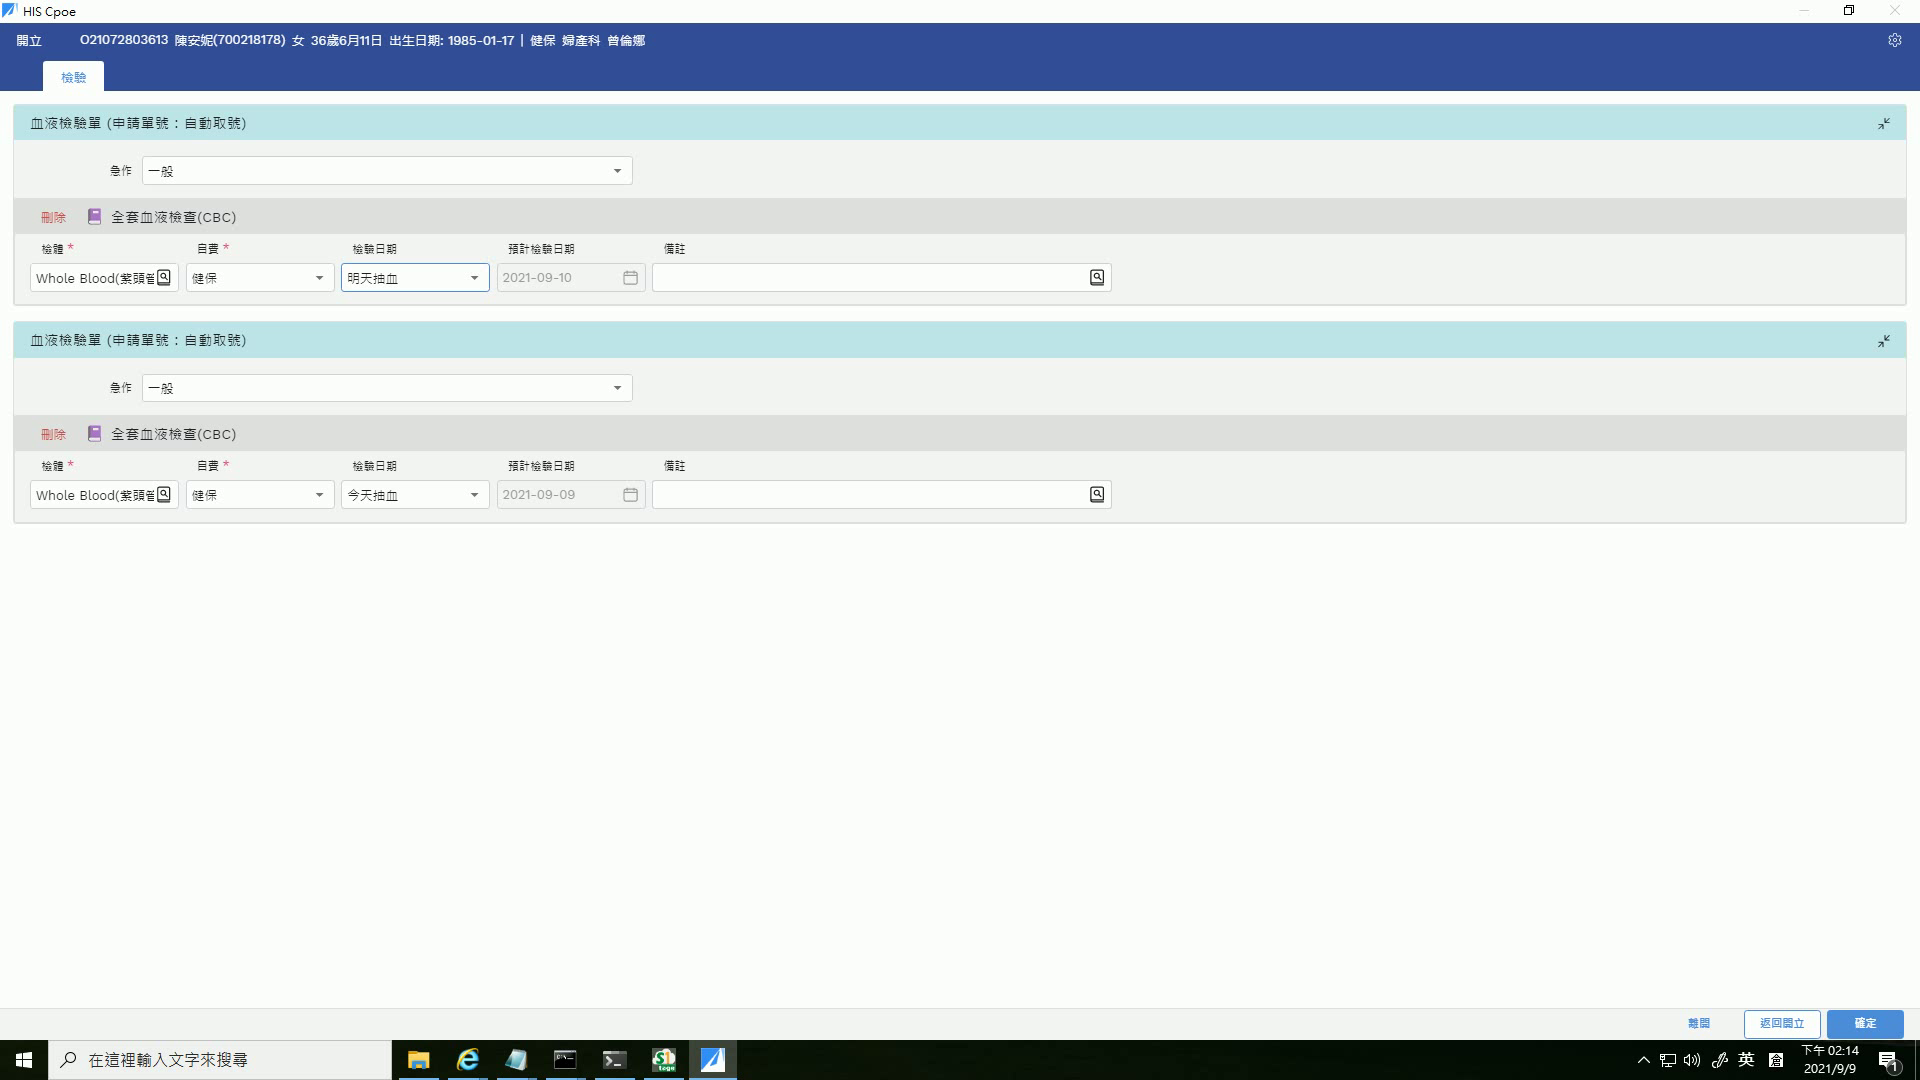 HIS Cpoe
開立 O21072803613 陳安妮(700218178) 女 36歲6月11日 出生日期: 1985-01-17 | 健保 婦產科 曾倫娜
檢驗
血液檢驗單 (申請單號：自動取號)
急作 一般
刪除 全套血液檢查(CBC)
檢體 * 自費 * 檢驗日期 預計檢驗日期 備註
Whole Blood(紫頭管 健保 明天抽血 2021-09-10
血液檢驗單 (申請單號：自動取號)
急作 一般
刪除 全套血液檢查(CBC)
檢體 * 自費 * 檢驗日期 預計檢驗日期 備註
Whole Blood(紫頭管 健保 今天抽血 2021-09-09
離開 返回開立 確定
在這裡輸入文字來搜尋
英 下午 02:14
2021/9/9 1